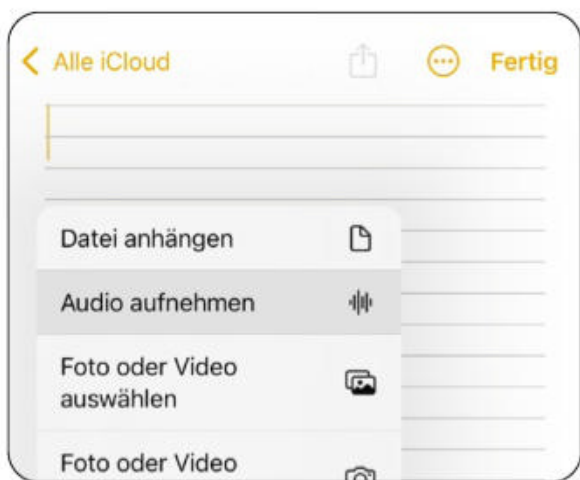 Alle iCloud
Fertig
Datei anhängen
Audio aufnehmen
Foto oder Video
auswählen
Foto oder Video